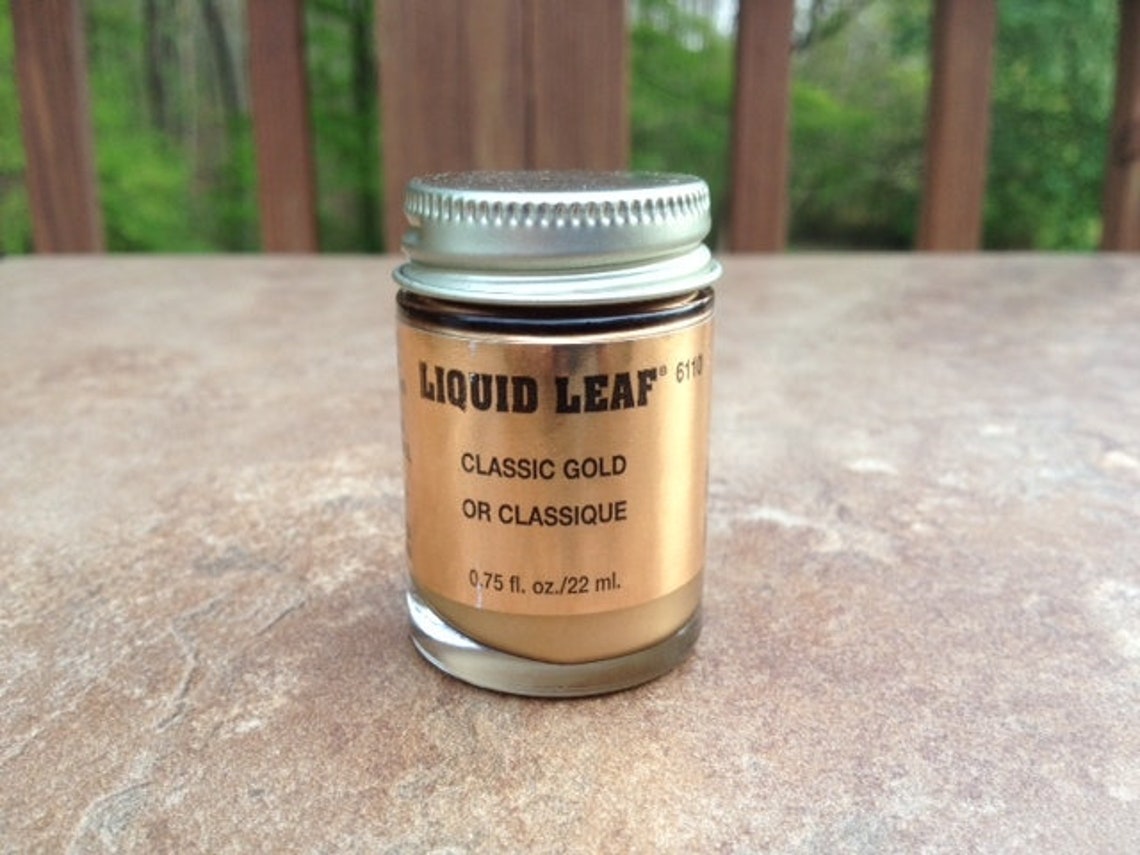 LIQUID LEAF® 6110
CLASSIC GOLD
OR CLASSIQUE
0.75 fl. oz./22 ml.